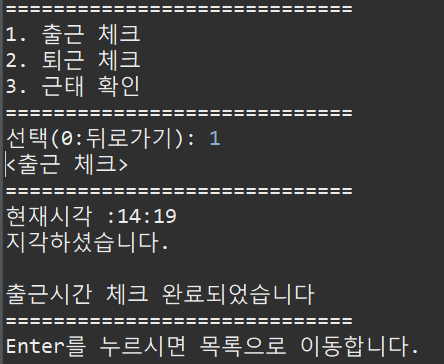 =============================
1. 출근 체크
2. 퇴근 체크
3. 근태 확인
=============================
선택(0:뒤로가기): 1
<출근 체크>
=============================
현재시각 :14:19
지각하셨습니다.
출근시간 체크 완료되었습니다
=============================
Enter를 누르시면 목록으로 이동합니다.